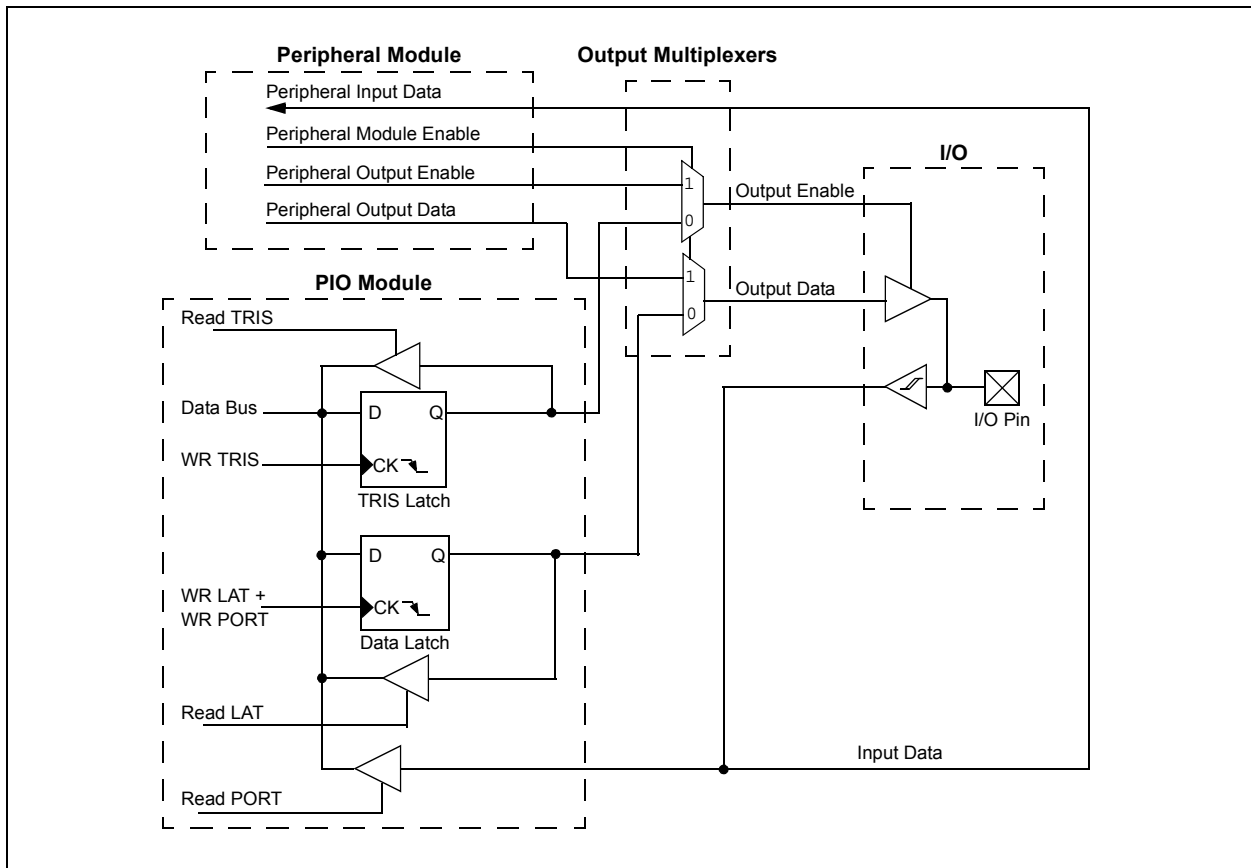 Peripheral Module
Output Multiplexers
Peripheral Input Data
Peripheral Module Enable
I/O
Peripheral Output Enable
1
Output Enable
Peripheral Output Data
0
PIO Module
1
Output Data
0
Read TRIS
Data Bus
D
Q
I/O Pin
WR TRIS
CK
TRIS Latch
D
Q
WR LAT +
WR PORT
CK
Data Latch
Read LAT
Input Data
Read PORT